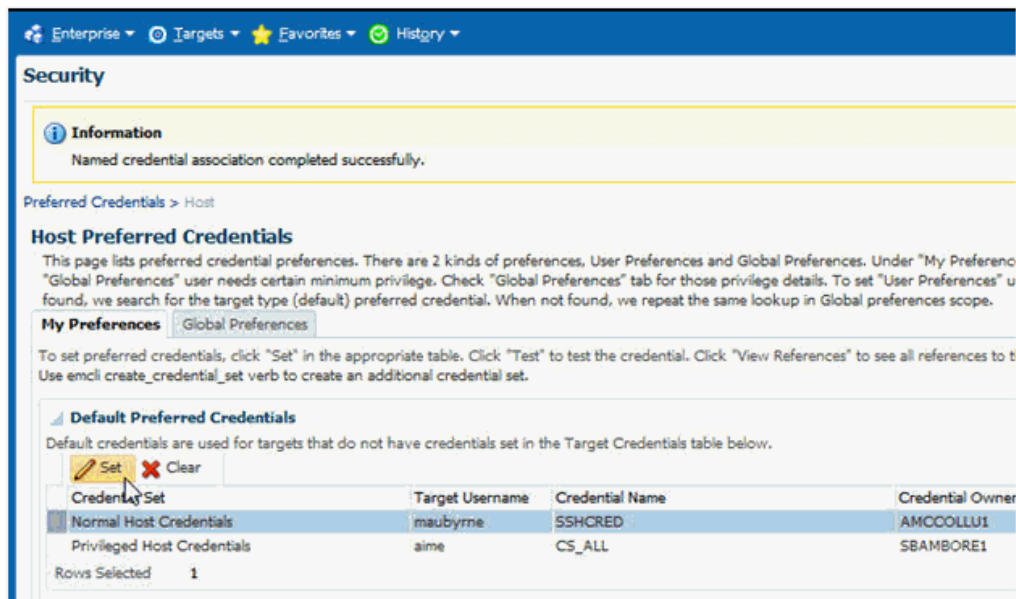 Enterprise Targets Favorites History
Security
Information
Named credential association completed successfully.
Preferred Credentials > Host
Host Preferred Credentials
This page lists preferred credential preferences. There are 2 kinds of preferences, User Preferences and Global Preferences. Under "My Preferenc
"Global Preferences" user needs certain minimum privilege. Check "Global Preferences" tab for those privilege details. To set "User Preferences" u
found, we search for the target type (default) preferred credential. When not found, we repeat the same lookup in Global preferences scope.
My Preferences Global Preferences
To set preferred credentials, click "Set" in the appropriate table. Click "Test" to test the credential. Click "View References" to see all references to t
Use emcli create_credential_set verb to create an additional credential set.
Default Preferred Credentials
Default credentials are used for targets that do not have credentials set in the Target Credentials table below.
Set Clear
Credential Set Target Username Credential Name Credential Owner
Normal Host Credentials maubyrne SSHCRED AMCCOLLU1
Privileged Host Credentials aime CS_ALL SBAMBORE1
Rows Selected 1